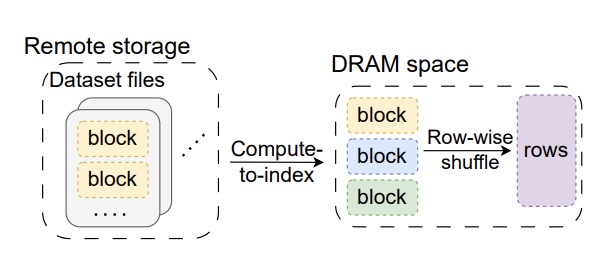 Remote storage
Dataset files
block
block
....
....
Compute-
to-index
DRAM space
block
block
block
Row-wise
shuffle
rows